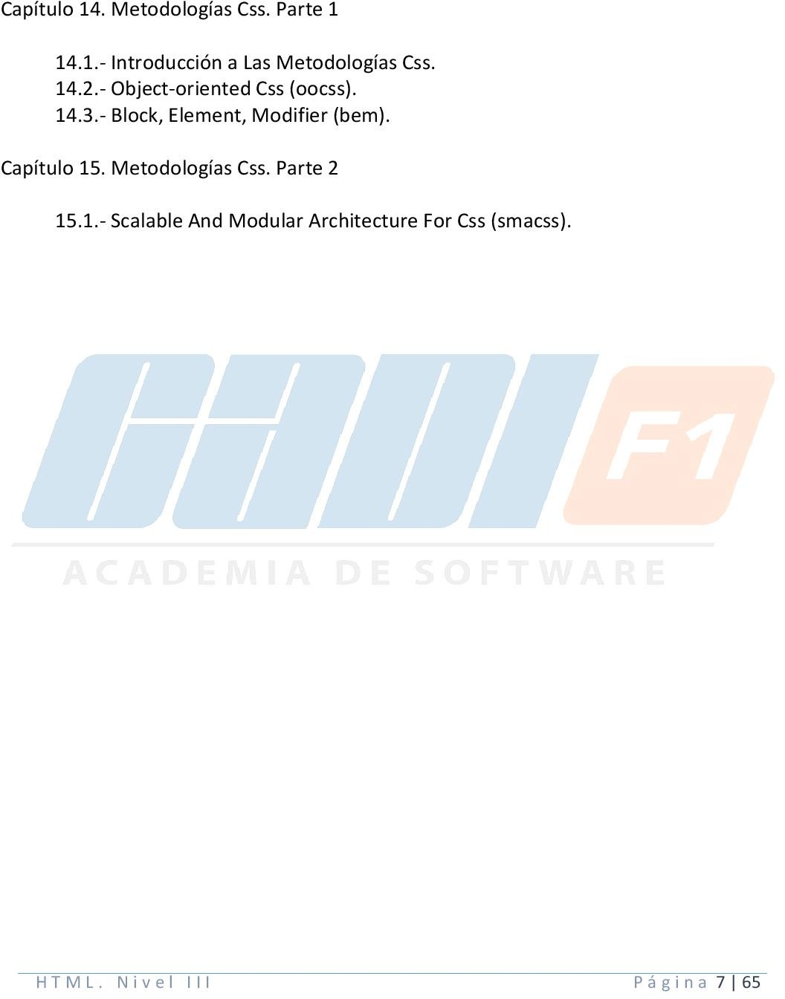 Capítulo 14. Metodologías Css. Parte 1
14.1.- Introducción a Las Metodologías Css.
14.2.- Object-oriented Css (oocss).
14.3.- Block, Element, Modifier (bem).
Capítulo 15. Metodologías Css. Parte 2
15.1.- Scalable And Modular Architecture For Css (smacss).
CADI F1
ACADEMIA DE SOFTWARE
HTML. Nivel III Página 7 | 65